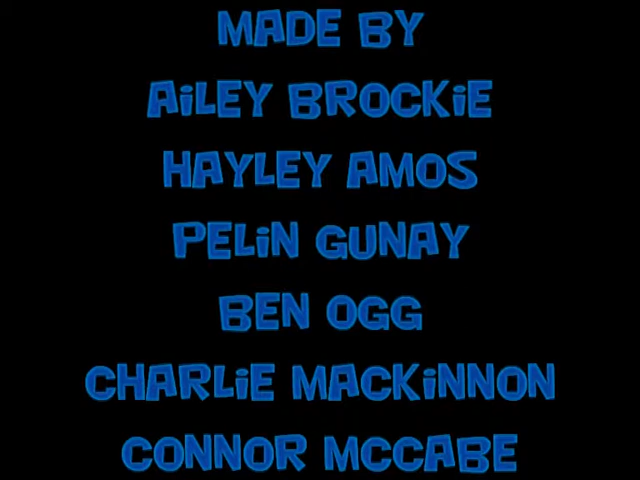 MADE BY
AiLEY BROCKiE
HAYLEY AMOS
PELiN GUNAY
BEN OGG
CHARLiE MACKiNNON
CONNOR MCCABE